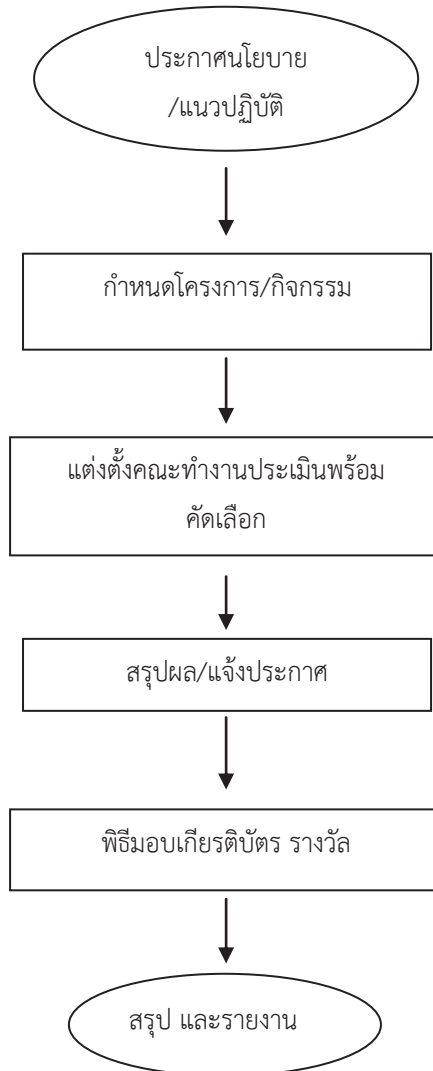 ประกาศนโยบาย
/แนวปฏิบัติ
กำหนดโครงการ/กิจกรรม
แต่งตั้งคณะทำงานประเมินพร้อม
คัดเลือก
สรุปผล/แจ้งประกาศ
พิธีมอบเกียรติบัตร รางวัล
สรุป และรายงาน